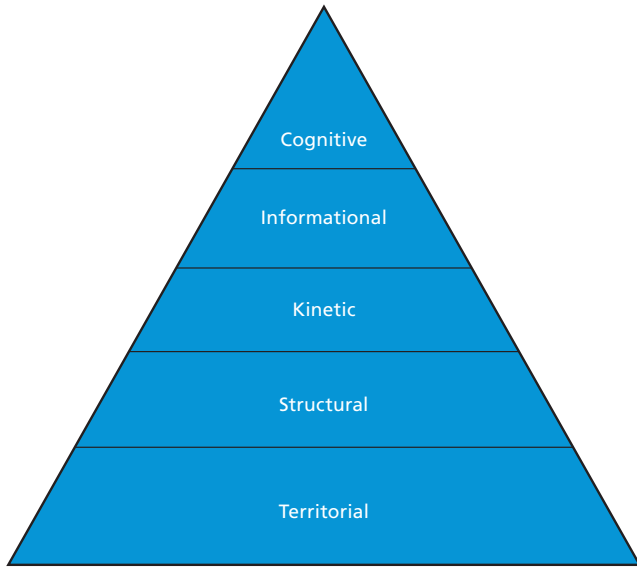 Cognitive
Informational
Kinetic
Structural
Territorial